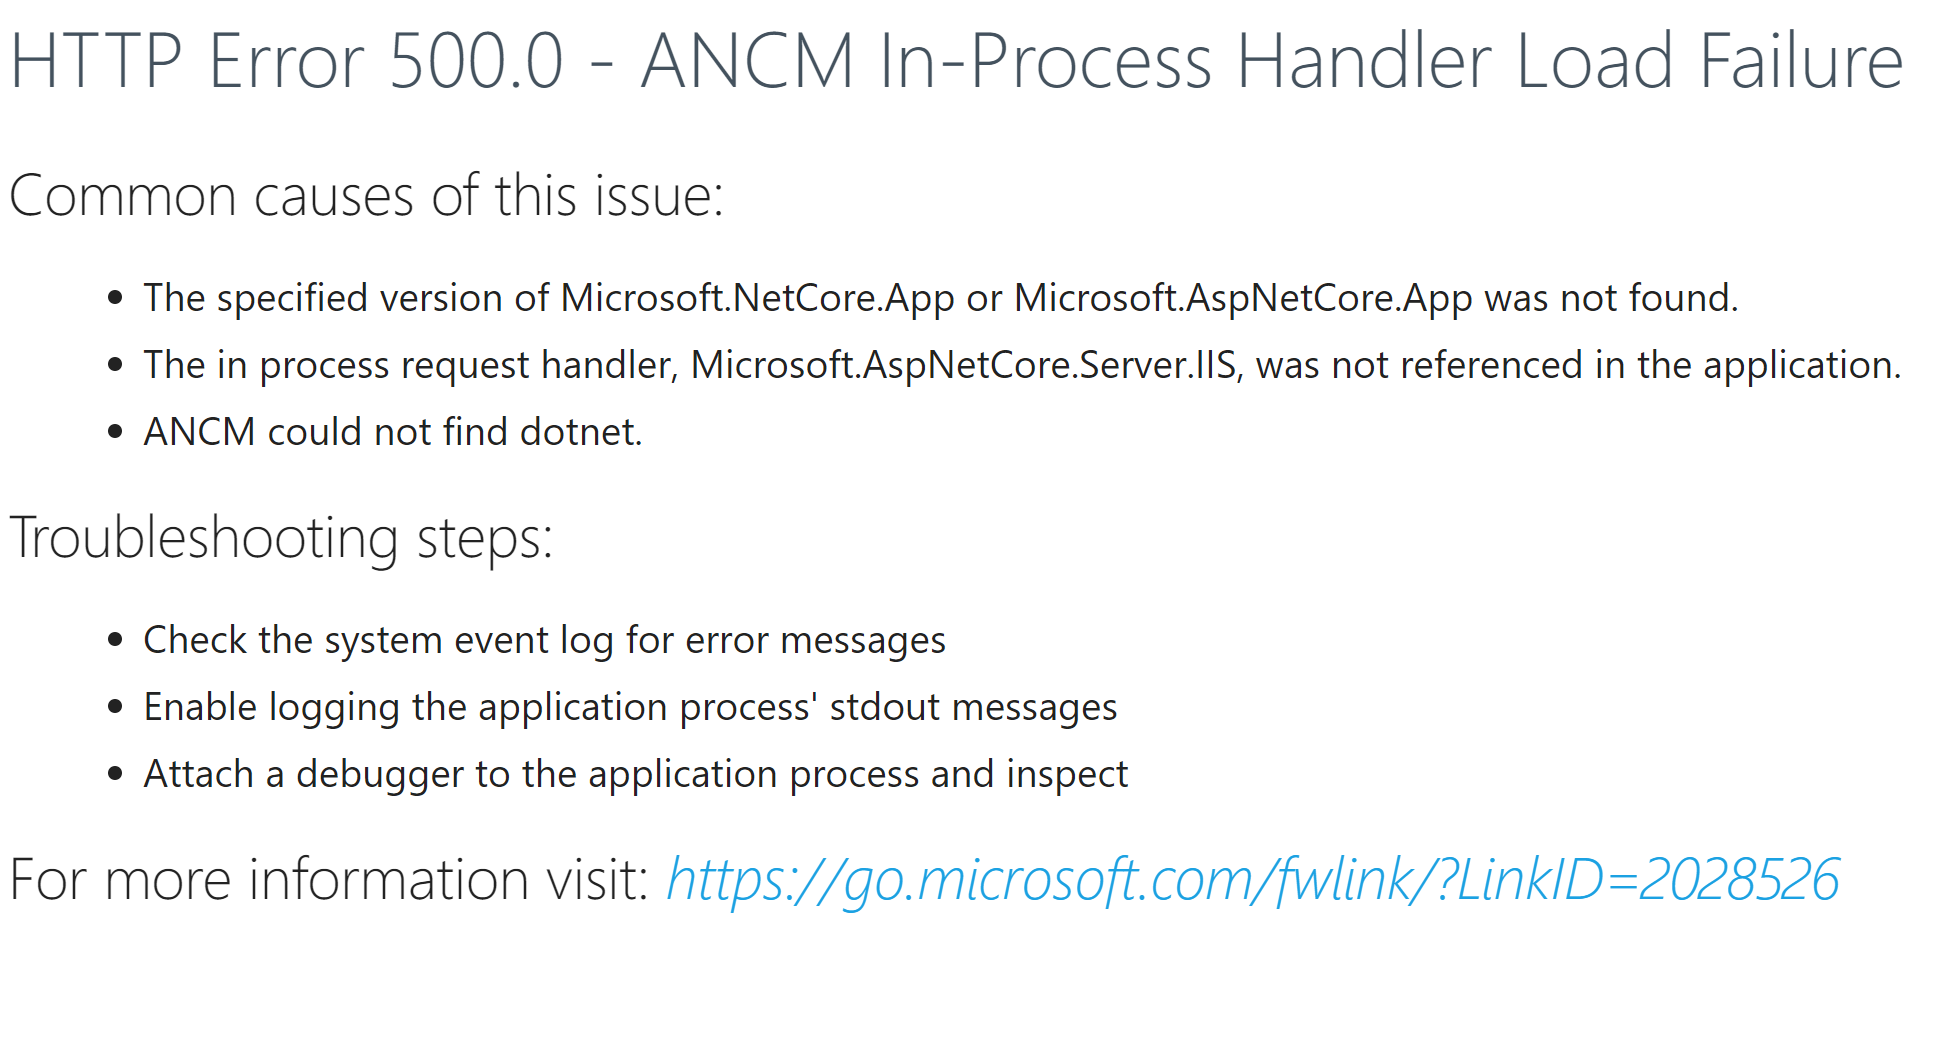 HTTP Error 500.0 - ANCM In-Process Handler Load Failure
Common causes of this issue:
• The specified version of Microsoft.NetCore.App or Microsoft.AspNetCore.App was not found.
• The in process request handler, Microsoft.AspNetCore.Server.IIS, was not referenced in the application.
• ANCM could not find dotnet.
Troubleshooting steps:
• Check the system event log for error messages
• Enable logging the application process' stdout messages
• Attach a debugger to the application process and inspect
For more information visit: https://go.microsoft.com/fwlink/?LinkID=2028526